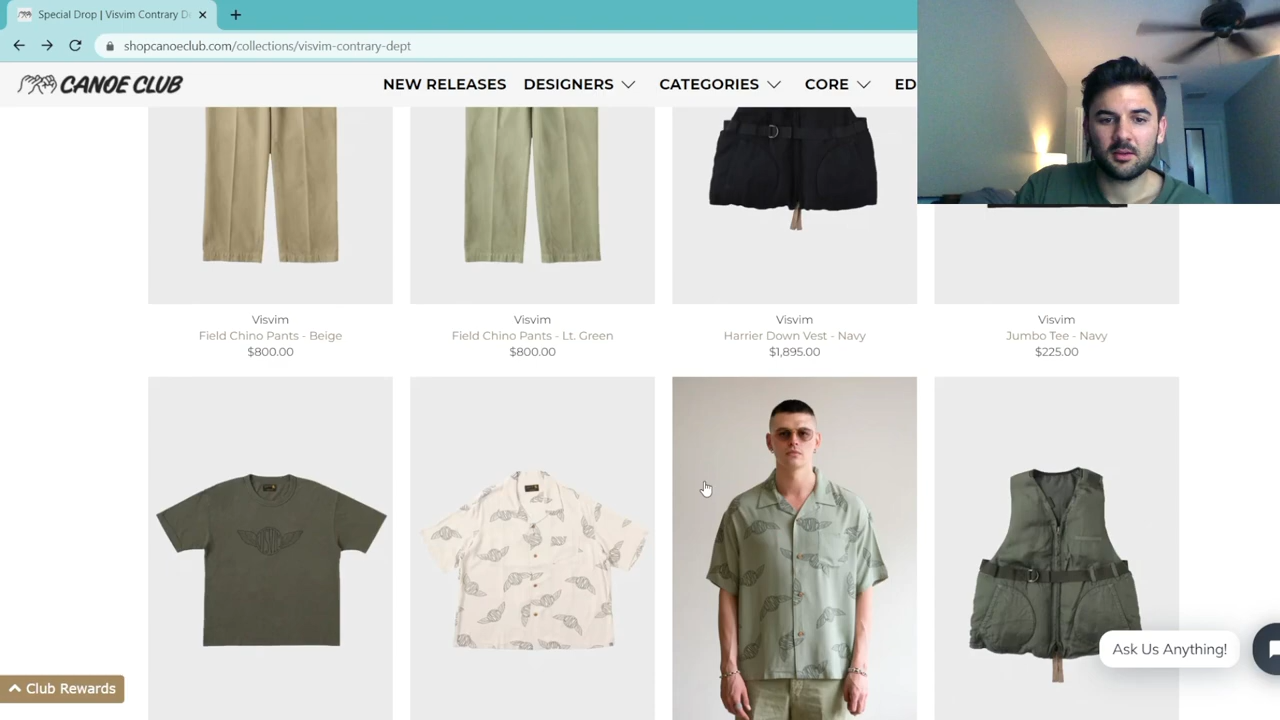 Special Drop | Visvim Contrary D
shopcanoeclub.com/collections/visvim-contrary-dept
CANOE CLUB
NEW RELEASES DESIGNERS CATEGORIES CORE ED
Visvim
Field Chino Pants - Beige
$800.00
Visvim
Field Chino Pants - Lt. Green
$800.00
Visvim
Harrier Down Vest - Navy
$1,895.00
Visvim
Jumbo Tee - Navy
$225.00
Ask Us Anything!
Club Rewards